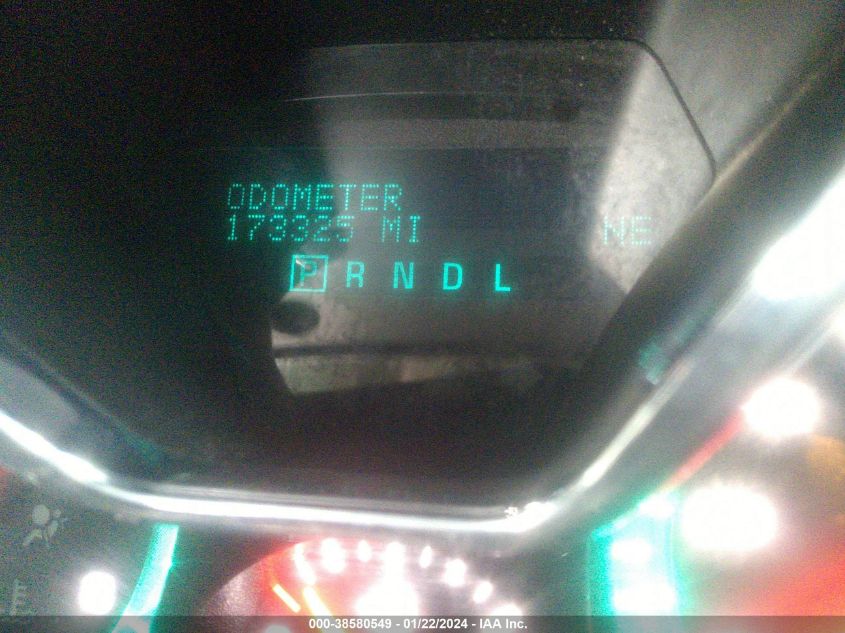 ODOMETER
173325 MI NE
P R N D L
000-38580549 - 01/22/2024 - IAA Inc.